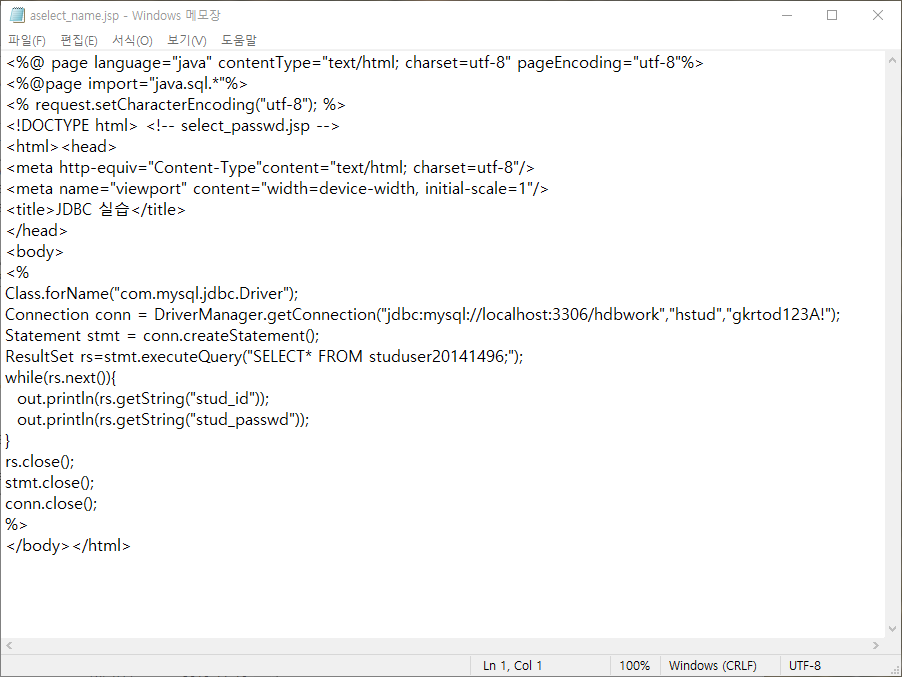 aselect_name.jsp - Windows 메모장
파일(F) 편집(E) 서식(O) 보기(V) 도움말
<%@ page language="java" contentType="text/html; charset=utf-8" pageEncoding="utf-8"%>
<%@page import="java.sql.*"%>
<% request.setCharacterEncoding("utf-8"); %>
<!DOCTYPE html> <!-- select_passwd.jsp -->
<html><head>
<meta http-equiv="Content-Type"content="text/html; charset=utf-8"/>
<meta name="viewport" content="width=device-width, initial-scale=1"/>
<title>JDBC 실습</title>
</head>
<body>
<%
Class.forName("com.mysql.jdbc.Driver");
Connection conn = DriverManager.getConnection("jdbc:mysql://localhost:3306/hdbwork","hstud","gkrtod123A!");
Statement stmt = conn.createStatement();
ResultSet rs=stmt.executeQuery("SELECT* FROM studuser20141496;");
while(rs.next()){
   out.println(rs.getString("stud_id"));
   out.println(rs.getString("stud_passwd"));
}
rs.close();
stmt.close();
conn.close();
%>
</body></html>
Ln 1, Col 1 100% Windows (CRLF) UTF-8